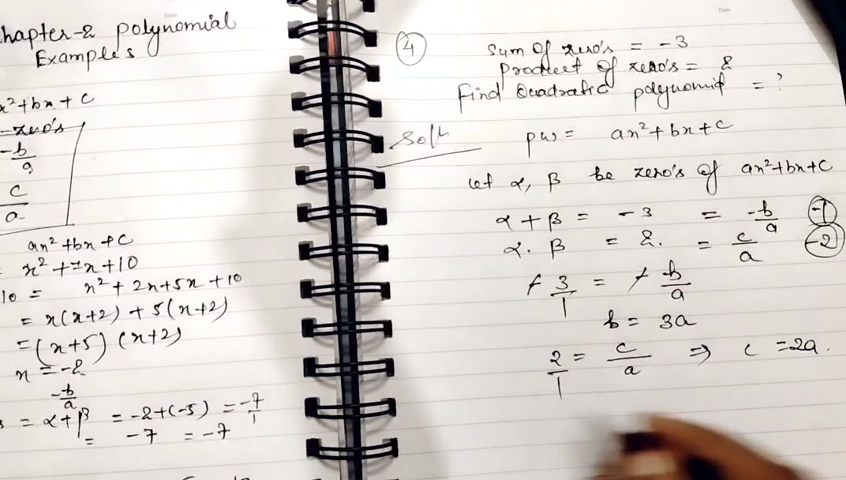 Chapter-2 polynomial
Examples
x²+bx+c
-zero's
-b/a
c/a
ax²+bx+c
= x²+7x+10
10 = x²+2x+5x+10
= x(x+2)+5(x+2)
=(x+5)(x+2)
x = -2
-b/a
s = α+β = -2+(-5) = -7/1
= -7 = -7
4
Sum of zero's = -3
Product of zero's = 2
Find Quadratic polynomial = ?
Soln
p(x) = ax²+bx+c
let α, β be zero's of ax²+bx+c
α+β = -3 = -b/a -1
α.β = 2. = c/a -2
-3/1 = -b/a
b = 3a
2/1 = c/a ⇒ c = 2a.